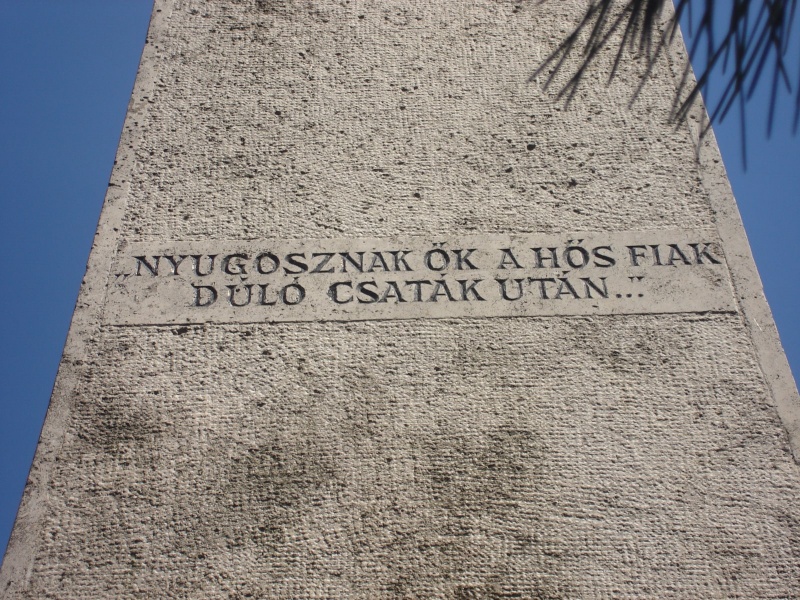 „NYUGOSZNAK ŐK A HŐS FIAK
DÚLÓ CSATÁK UTÁN..."